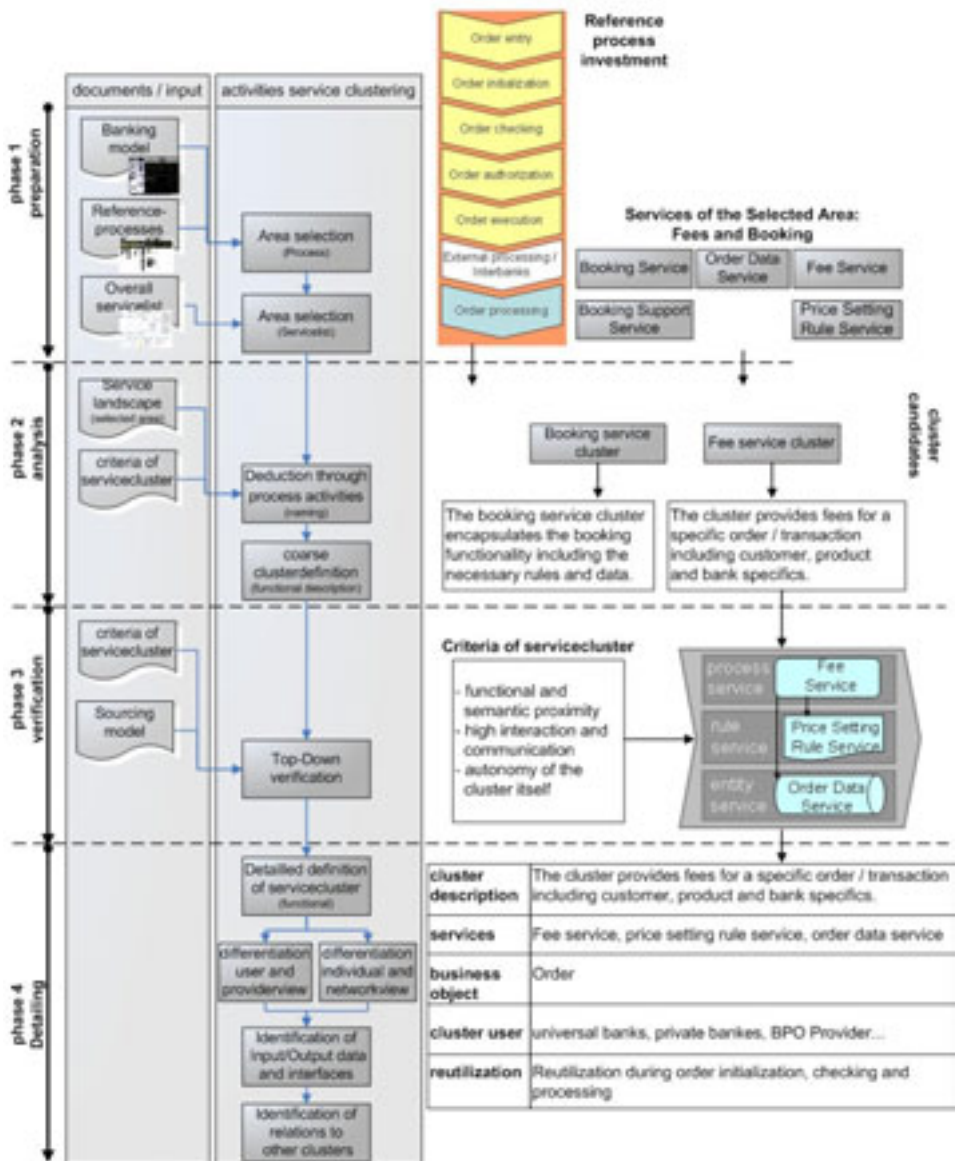 Reference
process
investment
Order entry
Order initialization
Order checking
Order authorization
Order execution
External processing /
Interbanks
Order processing
documents / input
activities service clustering
phase 1
preparation
Banking
model
Reference-
processes
Overall
servicelist
Area selection
(Process)
Area selection
(Servicelist)
Services of the Selected Area:
Fees and Booking
Booking Service
Order Data
Service
Fee Service
Booking Support
Service
Price Setting
Rule Service
phase 2
analysis
Service
landscape
(selected area)
criteria of
servicecluster
Deduction through
process activities
(naming)
coarse
clusterdefinition
(functional description)
cluster
candidates
Booking service
cluster
Fee service cluster
The booking service cluster
encapsulates the booking
functionality including the
necessary rules and data.
The cluster provides fees for a
specific order / transaction
including customer, product
and bank specifics.
phase 3
verification
criteria of
servicecluster
Sourcing
model
Top-Down
verification
Criteria of servicecluster
- functional and
semantic proximity
- high interaction and
communication
- autonomy of the
cluster itself
process
service
Fee
Service
rule
service
Price Setting
Rule Service
entity
service
Order Data
Service
phase 4
Detailing
Detailled definition
of servicecluster
(functional)
differentiation
user and
providerview
differentiation
individual and
networkview
Identification of
Input/Output data
and interfaces
Identification of
relations to
other clusters
cluster
description
The cluster provides fees for a specific order / transaction
including customer, product and bank specifics.
services
Fee service, price setting rule service, order data service
business
object
Order
cluster user
universal banks, private bankes, BPO Provider...
reutilization
Reutilization during order initialization, checking and
processing